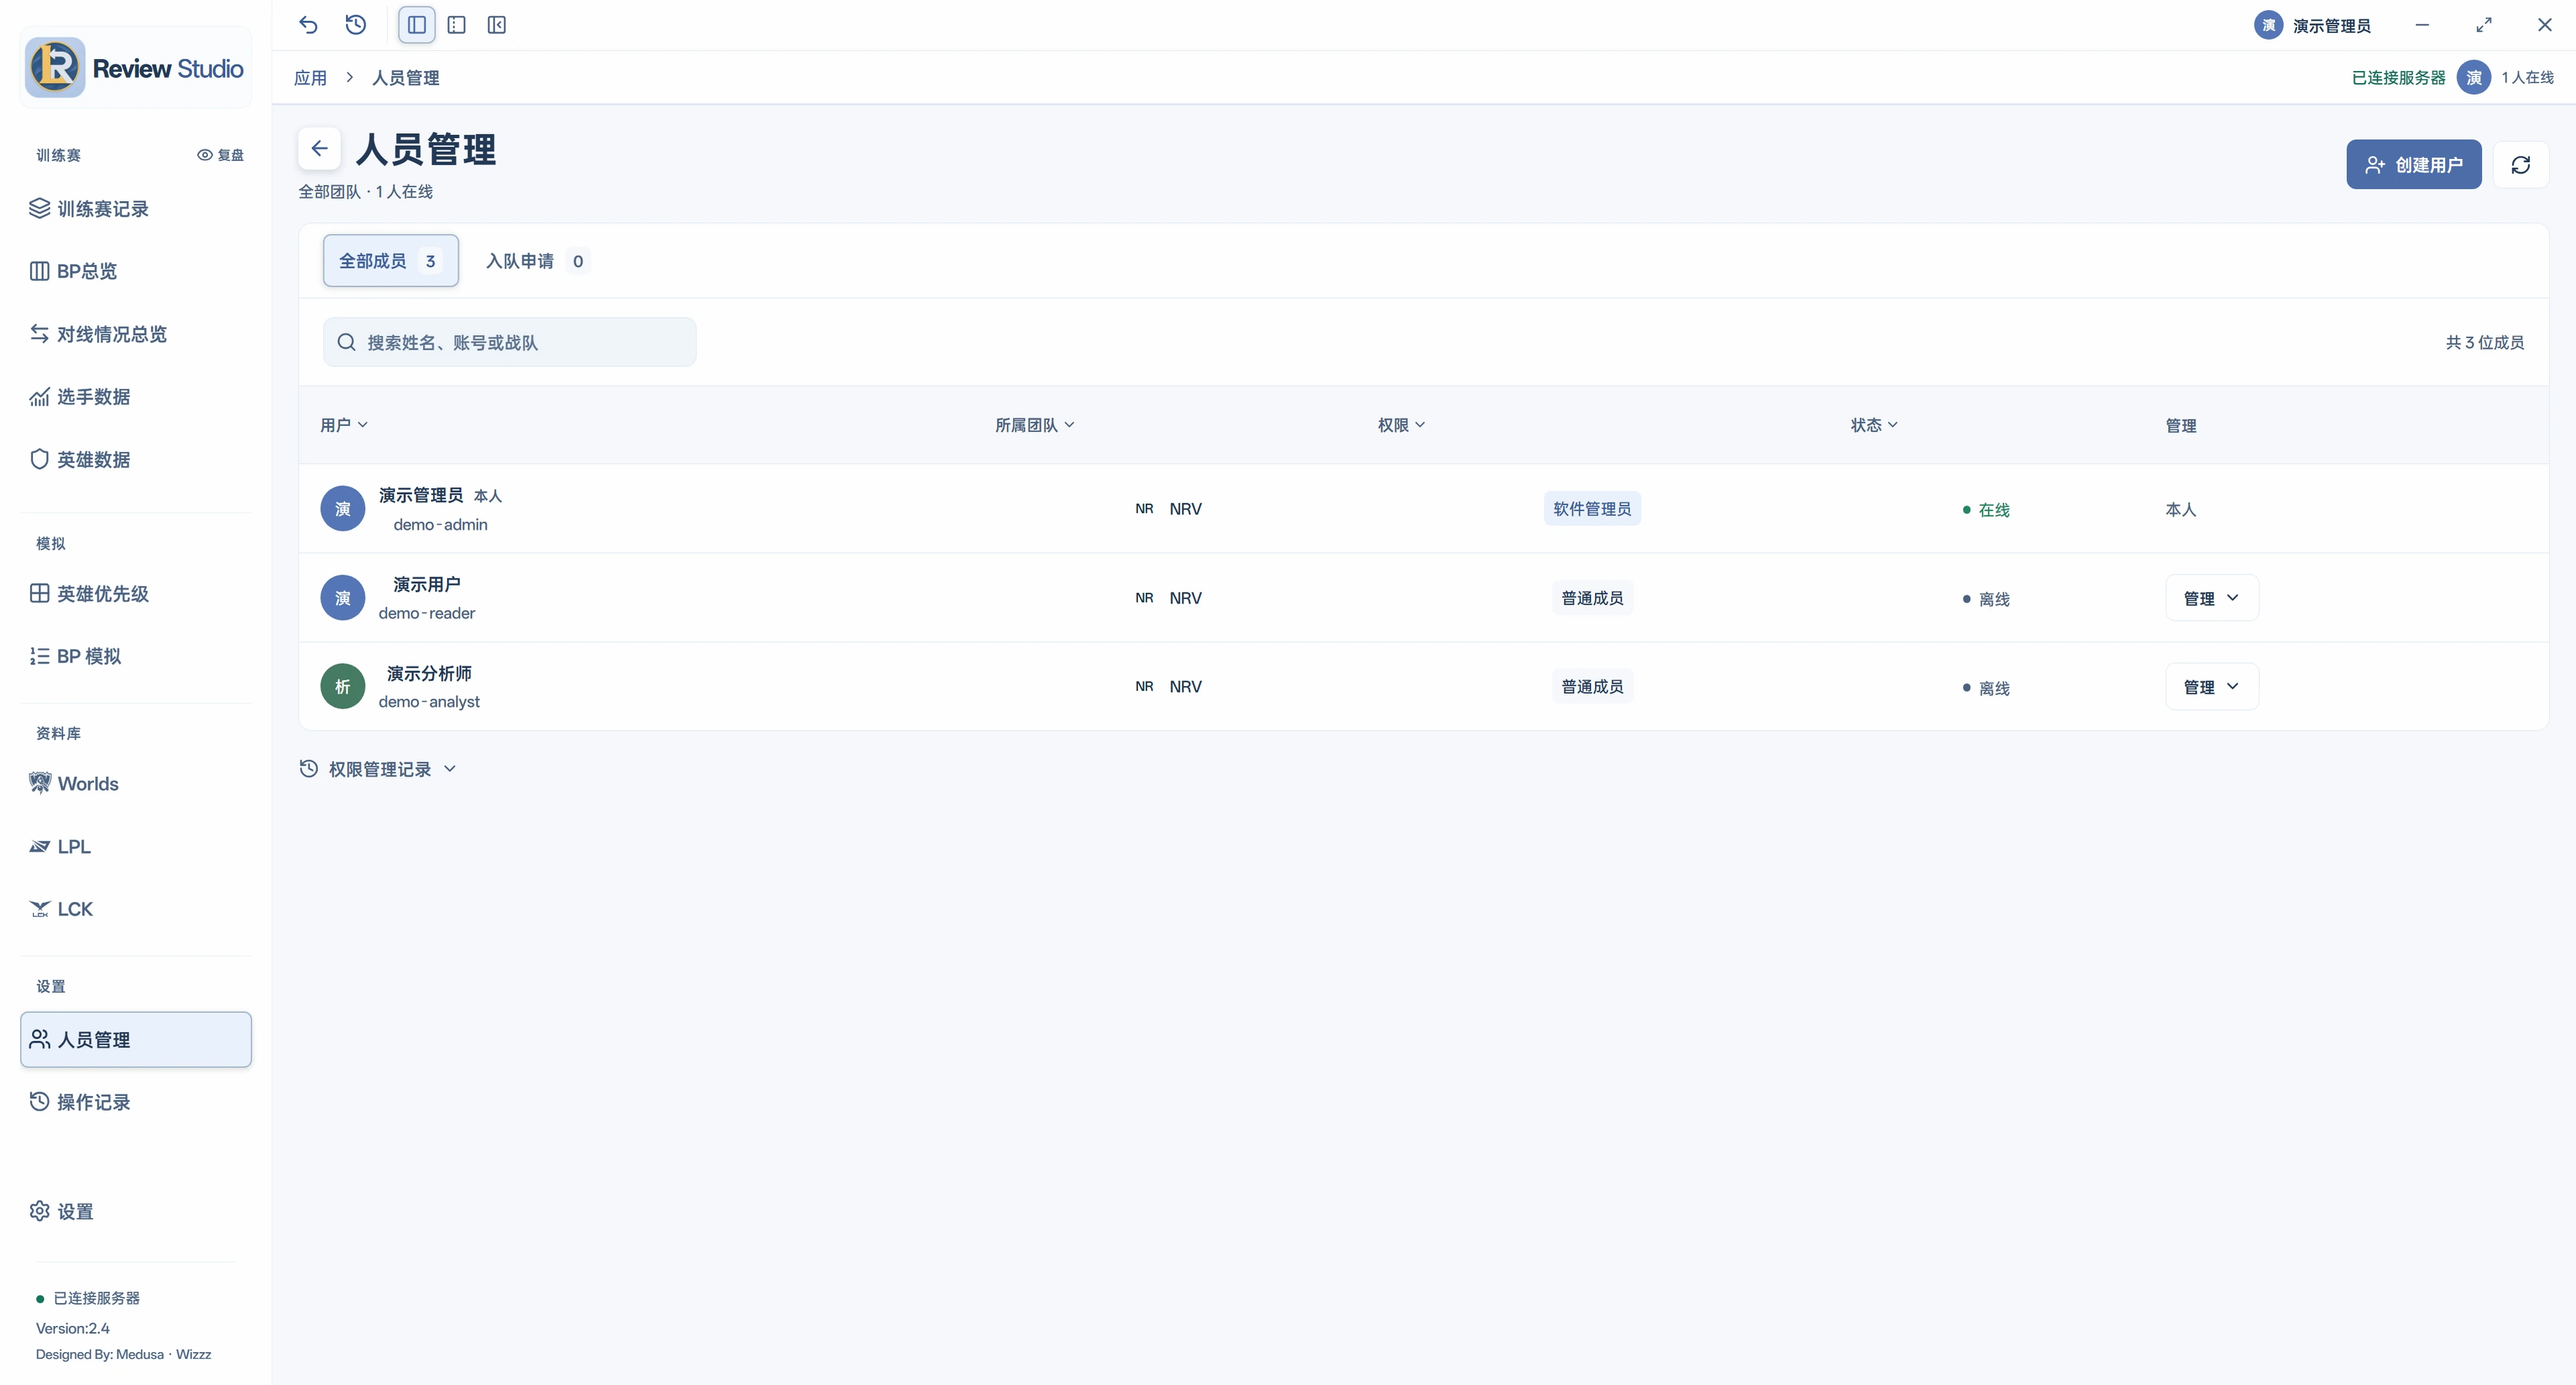 演示管理员
Review Studio
应用 > 人员管理
已连接服务器 演 1人在线
训练赛 复盘
训练赛记录
BP总览
对线情况总览
选手数据
英雄数据
模拟
英雄优先级
BP 模拟
资料库
Worlds
LPL
LCK
设置
人员管理
操作记录
设置
已连接服务器
Version:2.4
Designed By: Medusa · Wizzz
人员管理
全部团队 · 1人在线
创建用户
全部成员 3 入队申请 0
搜索姓名、账号或战队
共 3 位成员
用户 所属团队 权限 状态 管理
演 演示管理员 本人
demo-admin
NR NRV 软件管理员 在线 本人
演 演示用户
demo-reader
NR NRV 普通成员 离线 管理
析 演示分析师
demo-analyst
NR NRV 普通成员 离线 管理
权限管理记录